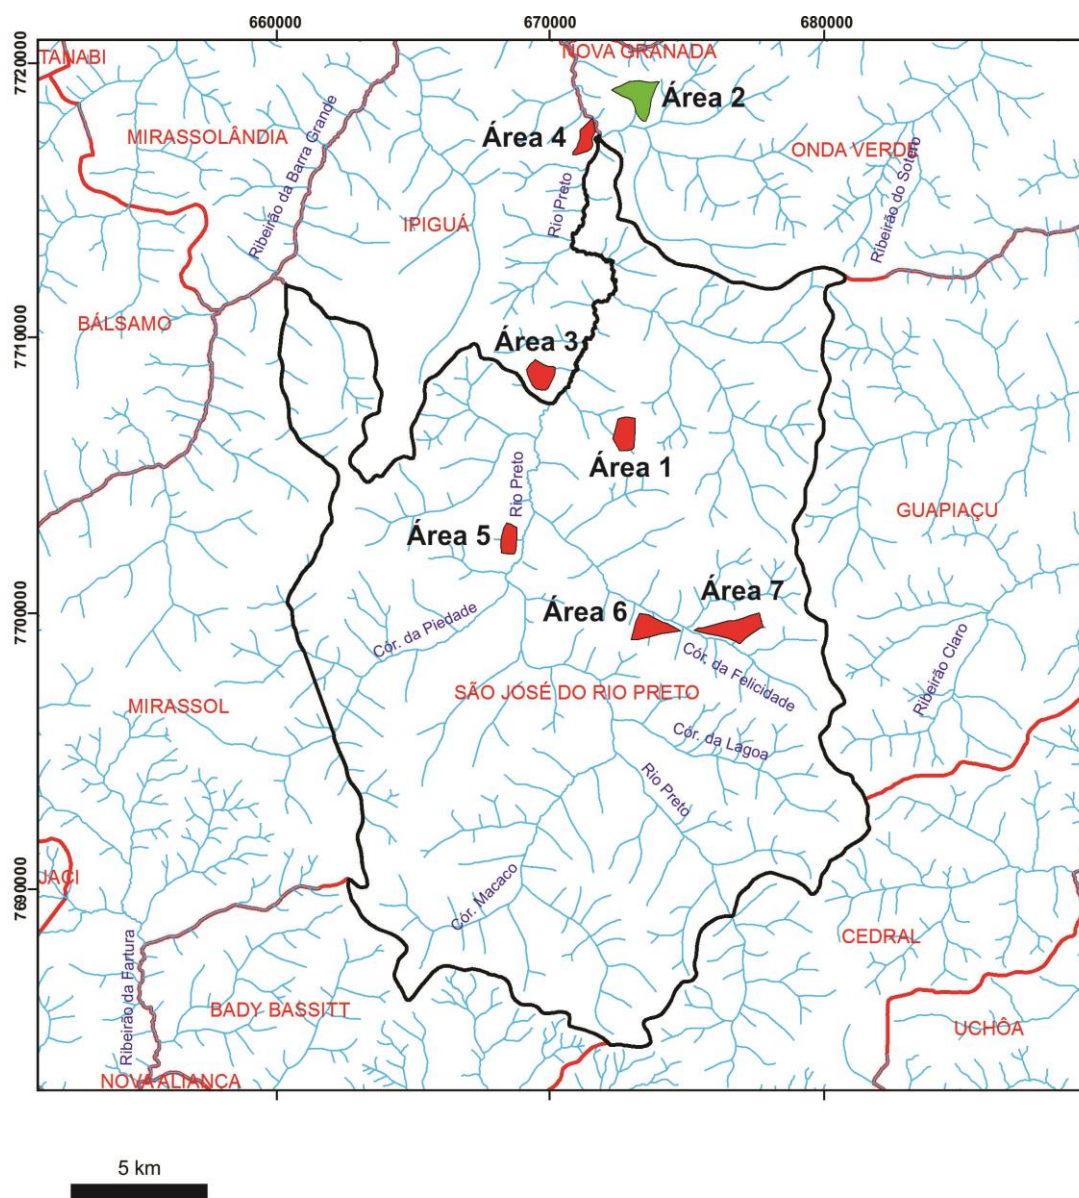 660000
670000
680000
7720000
TANABI
NOVA GRANADA
Área 2
MIRASSOLÂNDIA
Área 4
ONDA VERDE
Ribeirão da Barra Grande
Rio Preto
Ribeirão do Sotero
IPIGUÁ
7710000
BÁLSAMO
Área 3
Área 1
Rio Preto
GUAPIAÇU
Área 5
7700000
Área 6
Área 7
Cór. da Piedade
Cór. da Felicidade
Ribeirão Claro
SÃO JOSÉ DO RIO PRETO
MIRASSOL
Cór. da Lagoa
Rio Preto
7690000
JACI
Cór. Macaco
CEDRAL
Ribeirão da Fartura
BADY BASSITT
UCHÔA
NOVA ALIANÇA
5 km